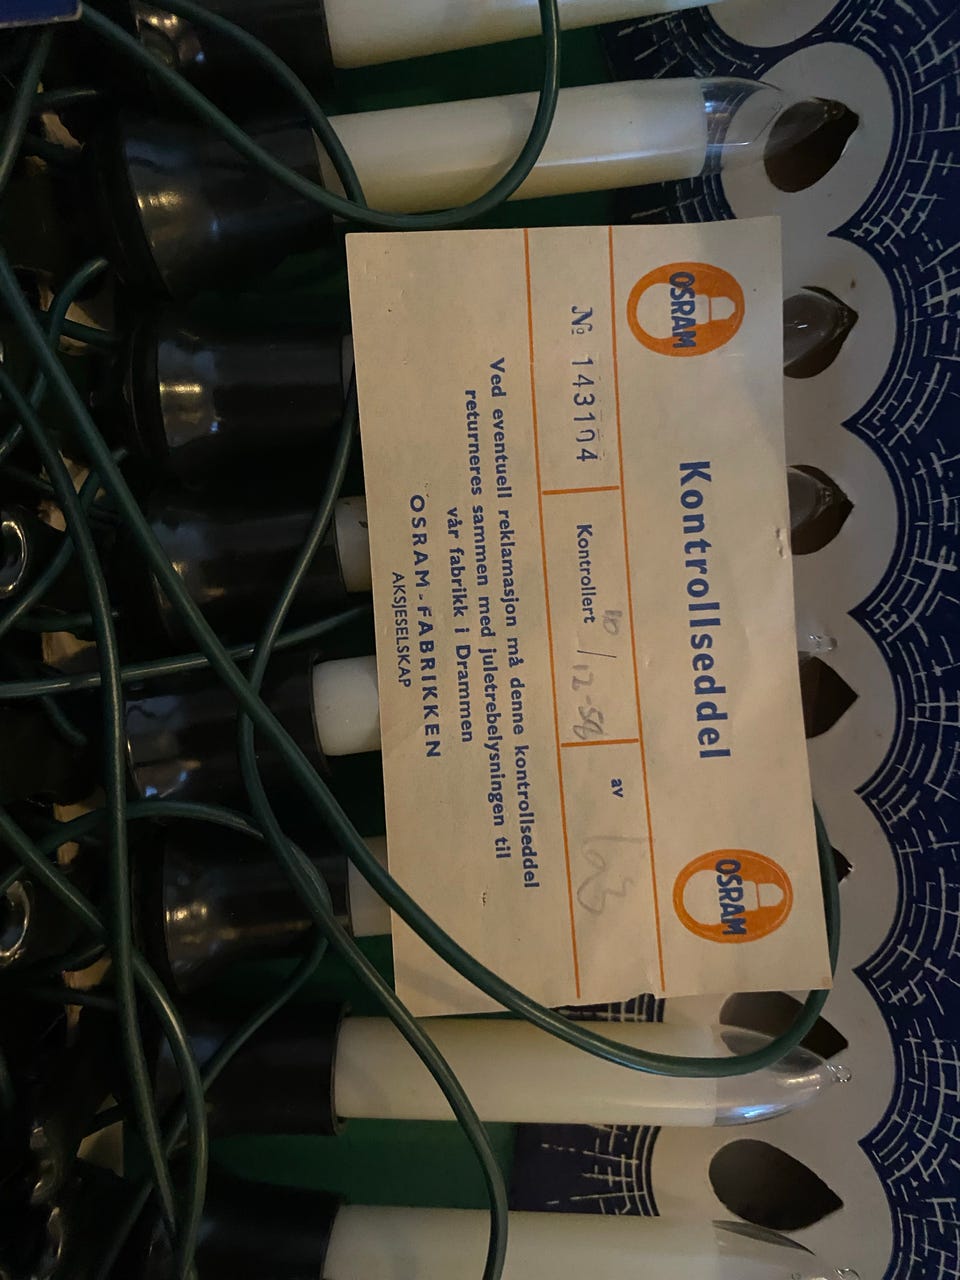 OSRAM
Kontrollseddel
OSRAM
№ 143104
Kontrollert 10/12-58
av
Ved eventuell reklamasjon må denne kontrollseddel
returneres sammen med juletrebelysningen til
vår fabrikk i Drammen
OSRAM-FABRIKKEN
AKSJESELSKAP